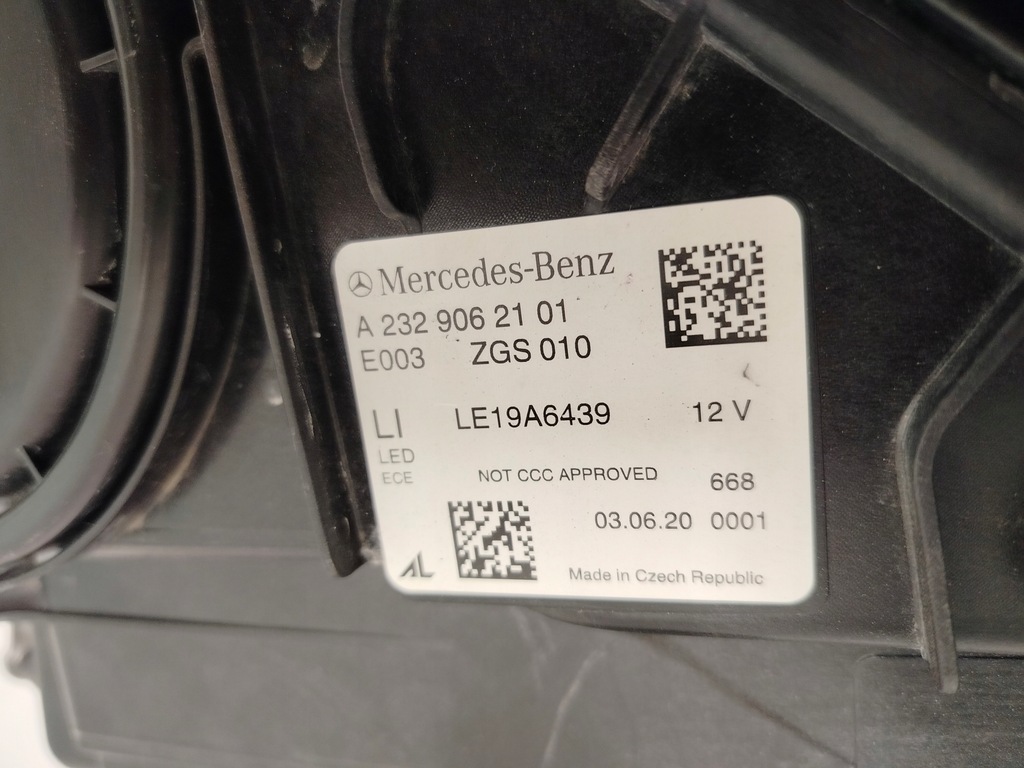 Mercedes-Benz
A 232 906 21 01
E003 ZGS 010
LI LE19A6439 12 V
LED
ECE
NOT CCC APPROVED 668
03.06.20 0001
AL Made in Czech Republic